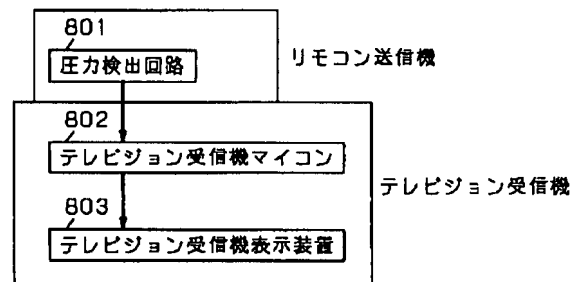 801
圧力検出回路
リモコン送信機
802
テレビジョン受信機マイコン
テレビジョン受信機
803
テレビジョン受信機表示装置